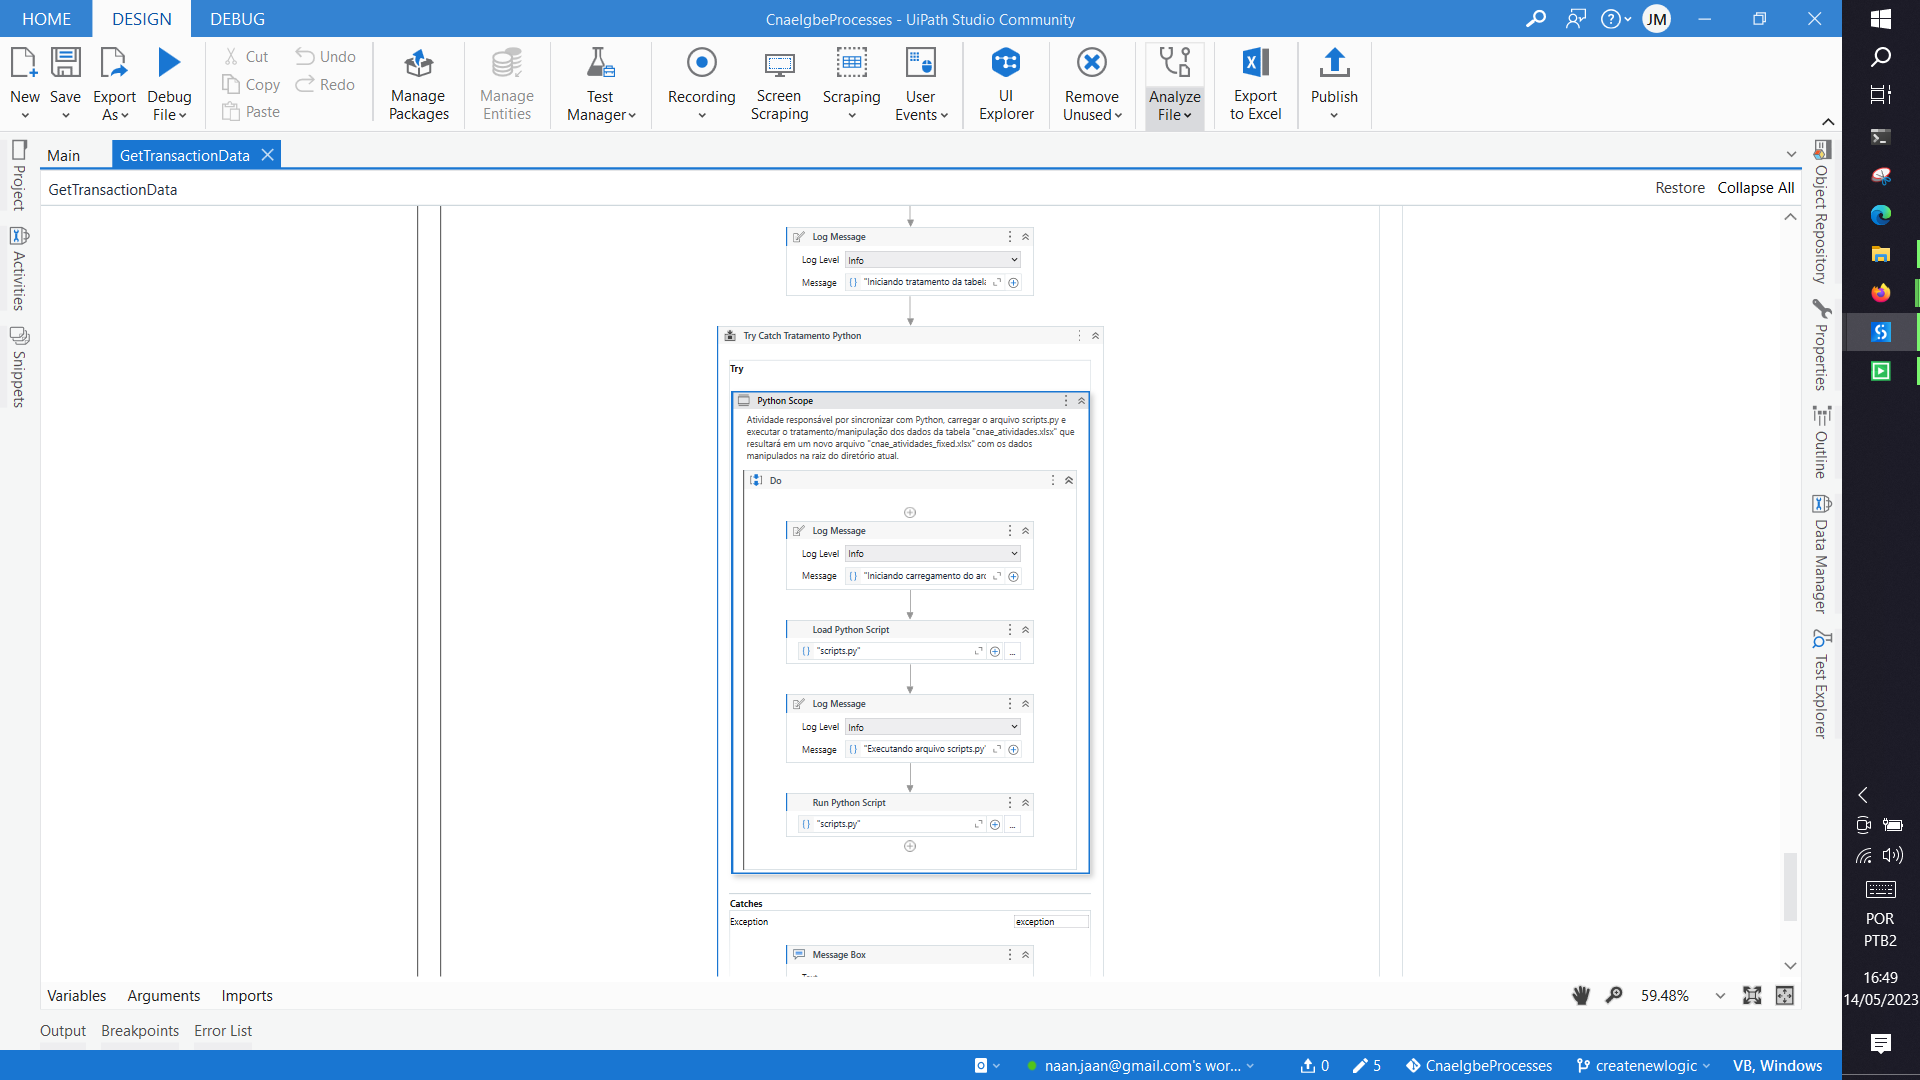 HOME DESIGN DEBUG
CnaeIgbeProcesses - UiPath Studio Community
JM
New
Save
Export As
Debug File
Cut
Copy
Paste
Undo
Redo
Manage Packages
Manage Entities
Test Manager
Recording
Screen Scraping
Scraping
User Events
UI Explorer
Remove Unused
Analyze File
Export to Excel
Publish
Main
GetTransactionData
GetTransactionData
Restore Collapse All
Project
Activities
Snippets
Log Message
Log Level Info
Message "Iniciando tratamento da tabela
Try Catch Tratamento Python
Try
Python Scope
Atividade responsável por sincronizar com Python, carregar o arquivo scripts.py e
executar o tratamento/manipulação dos dados da tabela "cnae_atividades.xlsx" que
resultará em um novo arquivo "cnae_atividades_fixed.xlsx" com os dados
manipulados na raiz do diretório atual.
Do
Log Message
Log Level Info
Message "Iniciando carregamento do arq
Load Python Script
"scripts.py"
...
Log Message
Log Level Info
Message "Executando arquivo scripts.py"
Run Python Script
"scripts.py"
...
Catches
Exception exception
Message Box
Object Repository
Properties
Outline
Data Manager
Test Explorer
Variables Arguments Imports
59.48%
Output Breakpoints Error List
naan.jaan@gmail.com's wor...
0
5
CnaeIgbeProcesses
createnewlogic
VB, Windows
POR
PTB2
16:49
14/05/2023